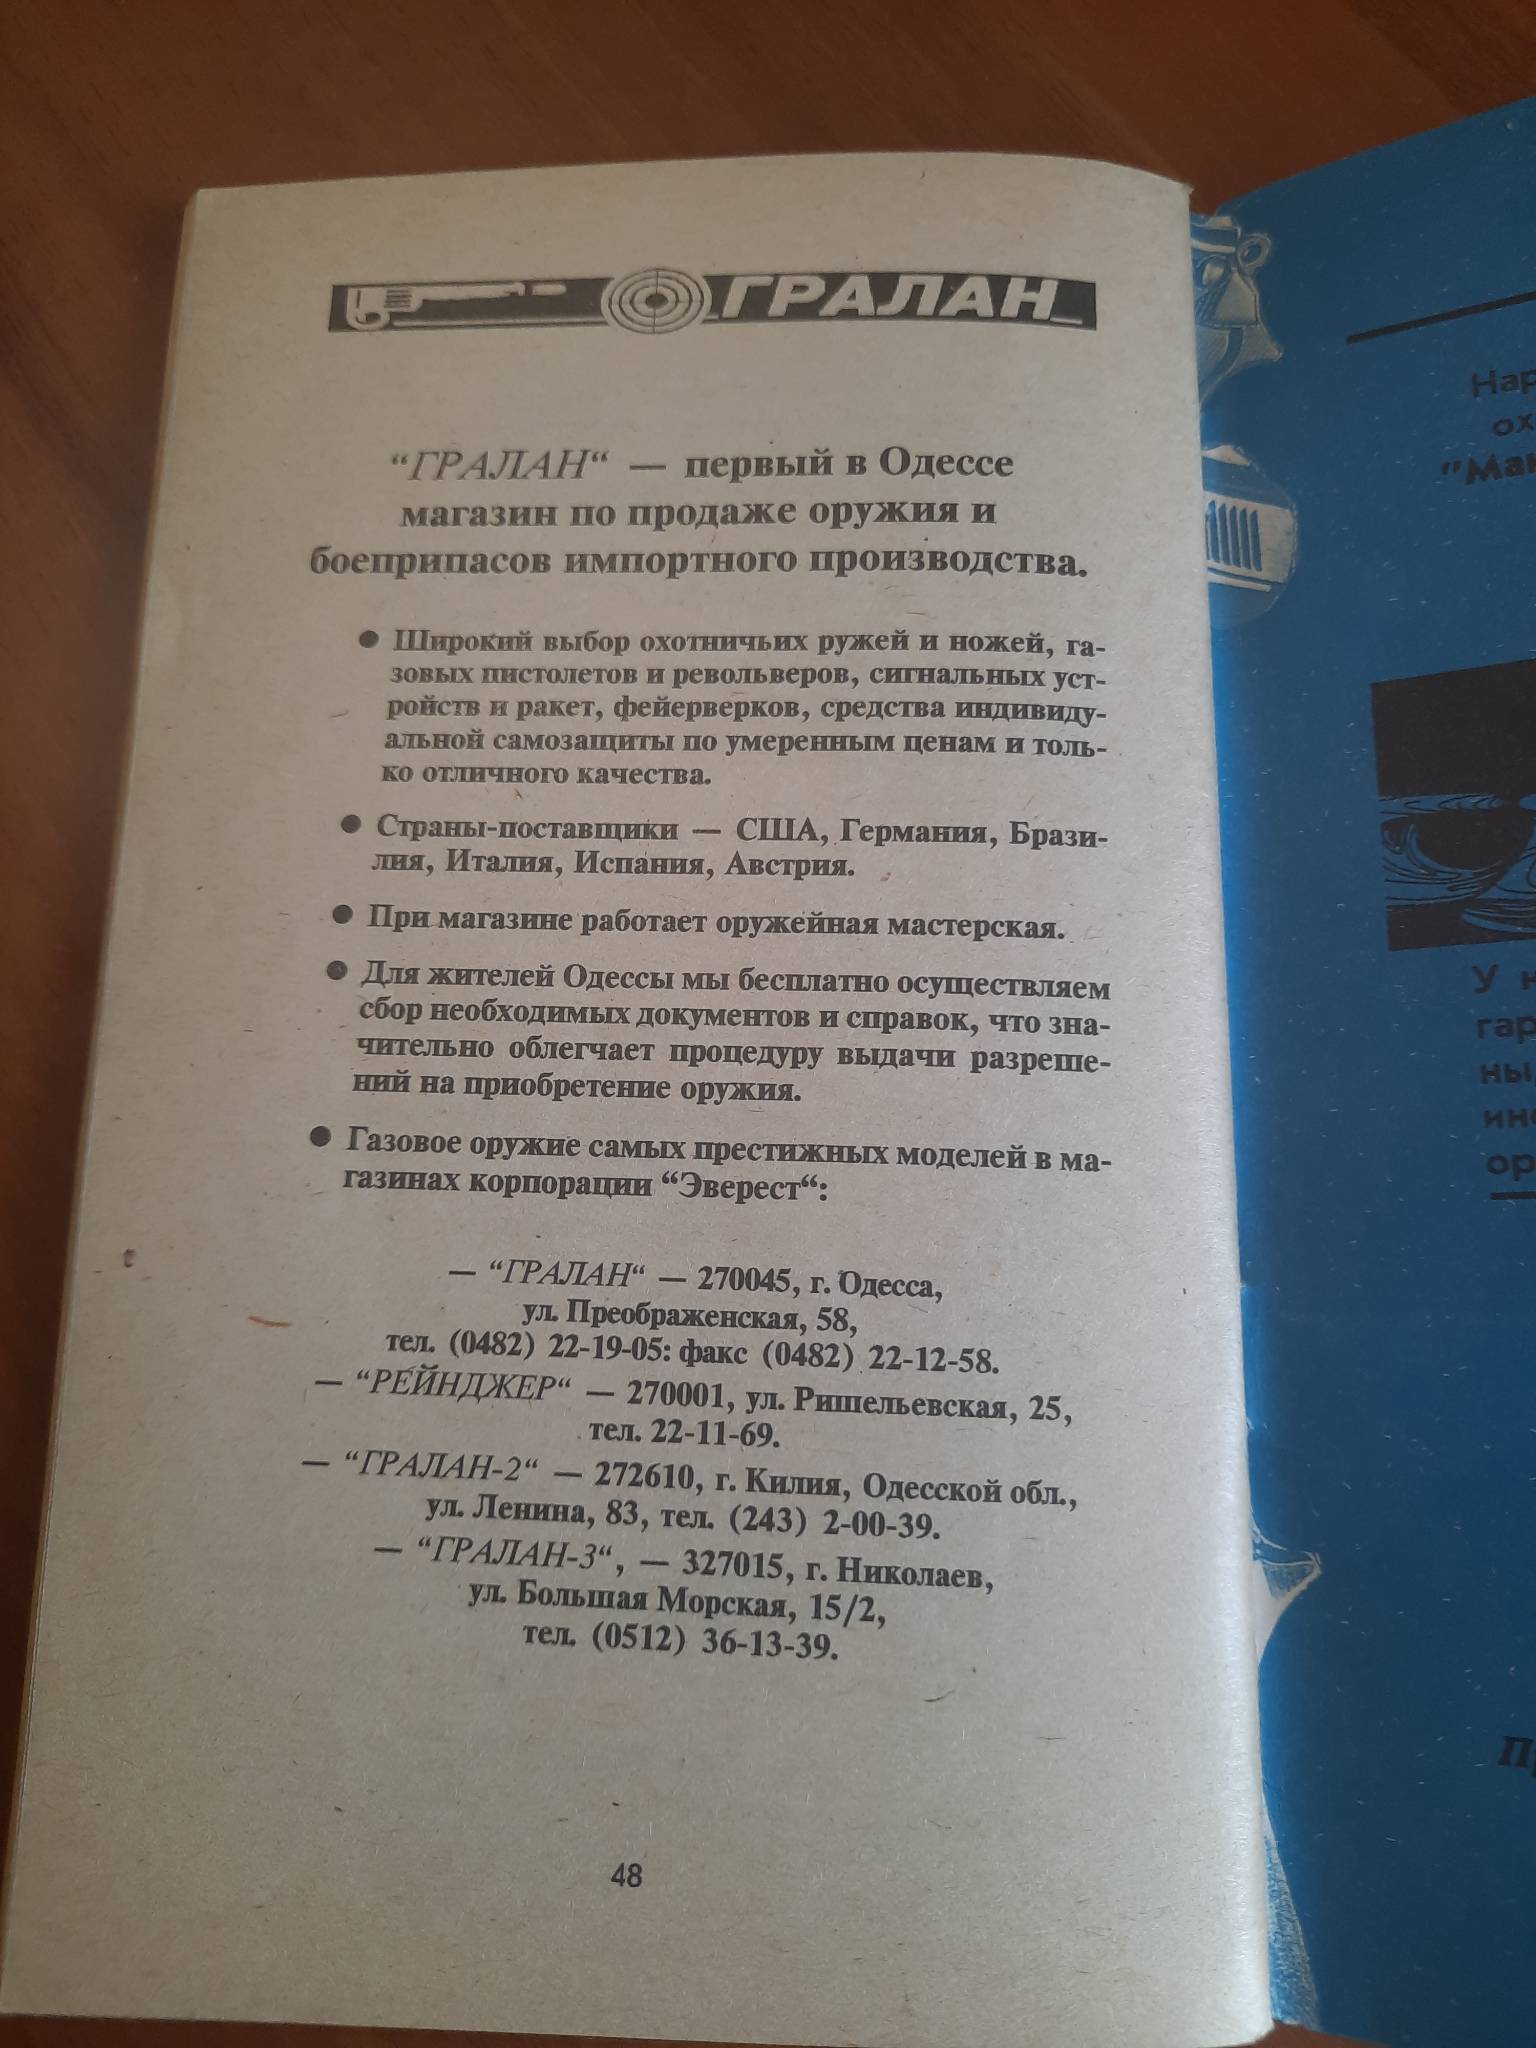 ГРАЛАН
“ГРАЛАН“ — первый в Одессе
магазин по продаже оружия и
боеприпасов импортного производства.
● Широкий выбор охотничьих ружей и ножей, га-
зовых пистолетов и револьверов, сигнальных уст-
ройств и ракет, фейерверков, средства индивиду-
альной самозащиты по умеренным ценам и толь-
ко отличного качества.
● Страны-поставщики — США, Германия, Брази-
лия, Италия, Испания, Австрия.
● При магазине работает оружейная мастерская.
● Для жителей Одессы мы бесплатно осуществляем
сбор необходимых документов и справок, что зна-
чительно облегчает процедуру выдачи разреше-
ний на приобретение оружия.
● Газовое оружие самых престижных моделей в ма-
газинах корпорации “Эверест“:
— “ГРАЛАН“ — 270045, г. Одесса,
ул. Преображенская, 58,
тел. (0482) 22-19-05: факс (0482) 22-12-58.
— “РЕЙНДЖЕР“ — 270001, ул. Ришельевская, 25,
тел. 22-11-69.
— “ГРАЛАН-2“ — 272610, г. Килия, Одесской обл.,
ул. Ленина, 83, тел. (243) 2-00-39.
— “ГРАЛАН-3“, — 327015, г. Николаев,
ул. Большая Морская, 15/2,
тел. (0512) 36-13-39.
48